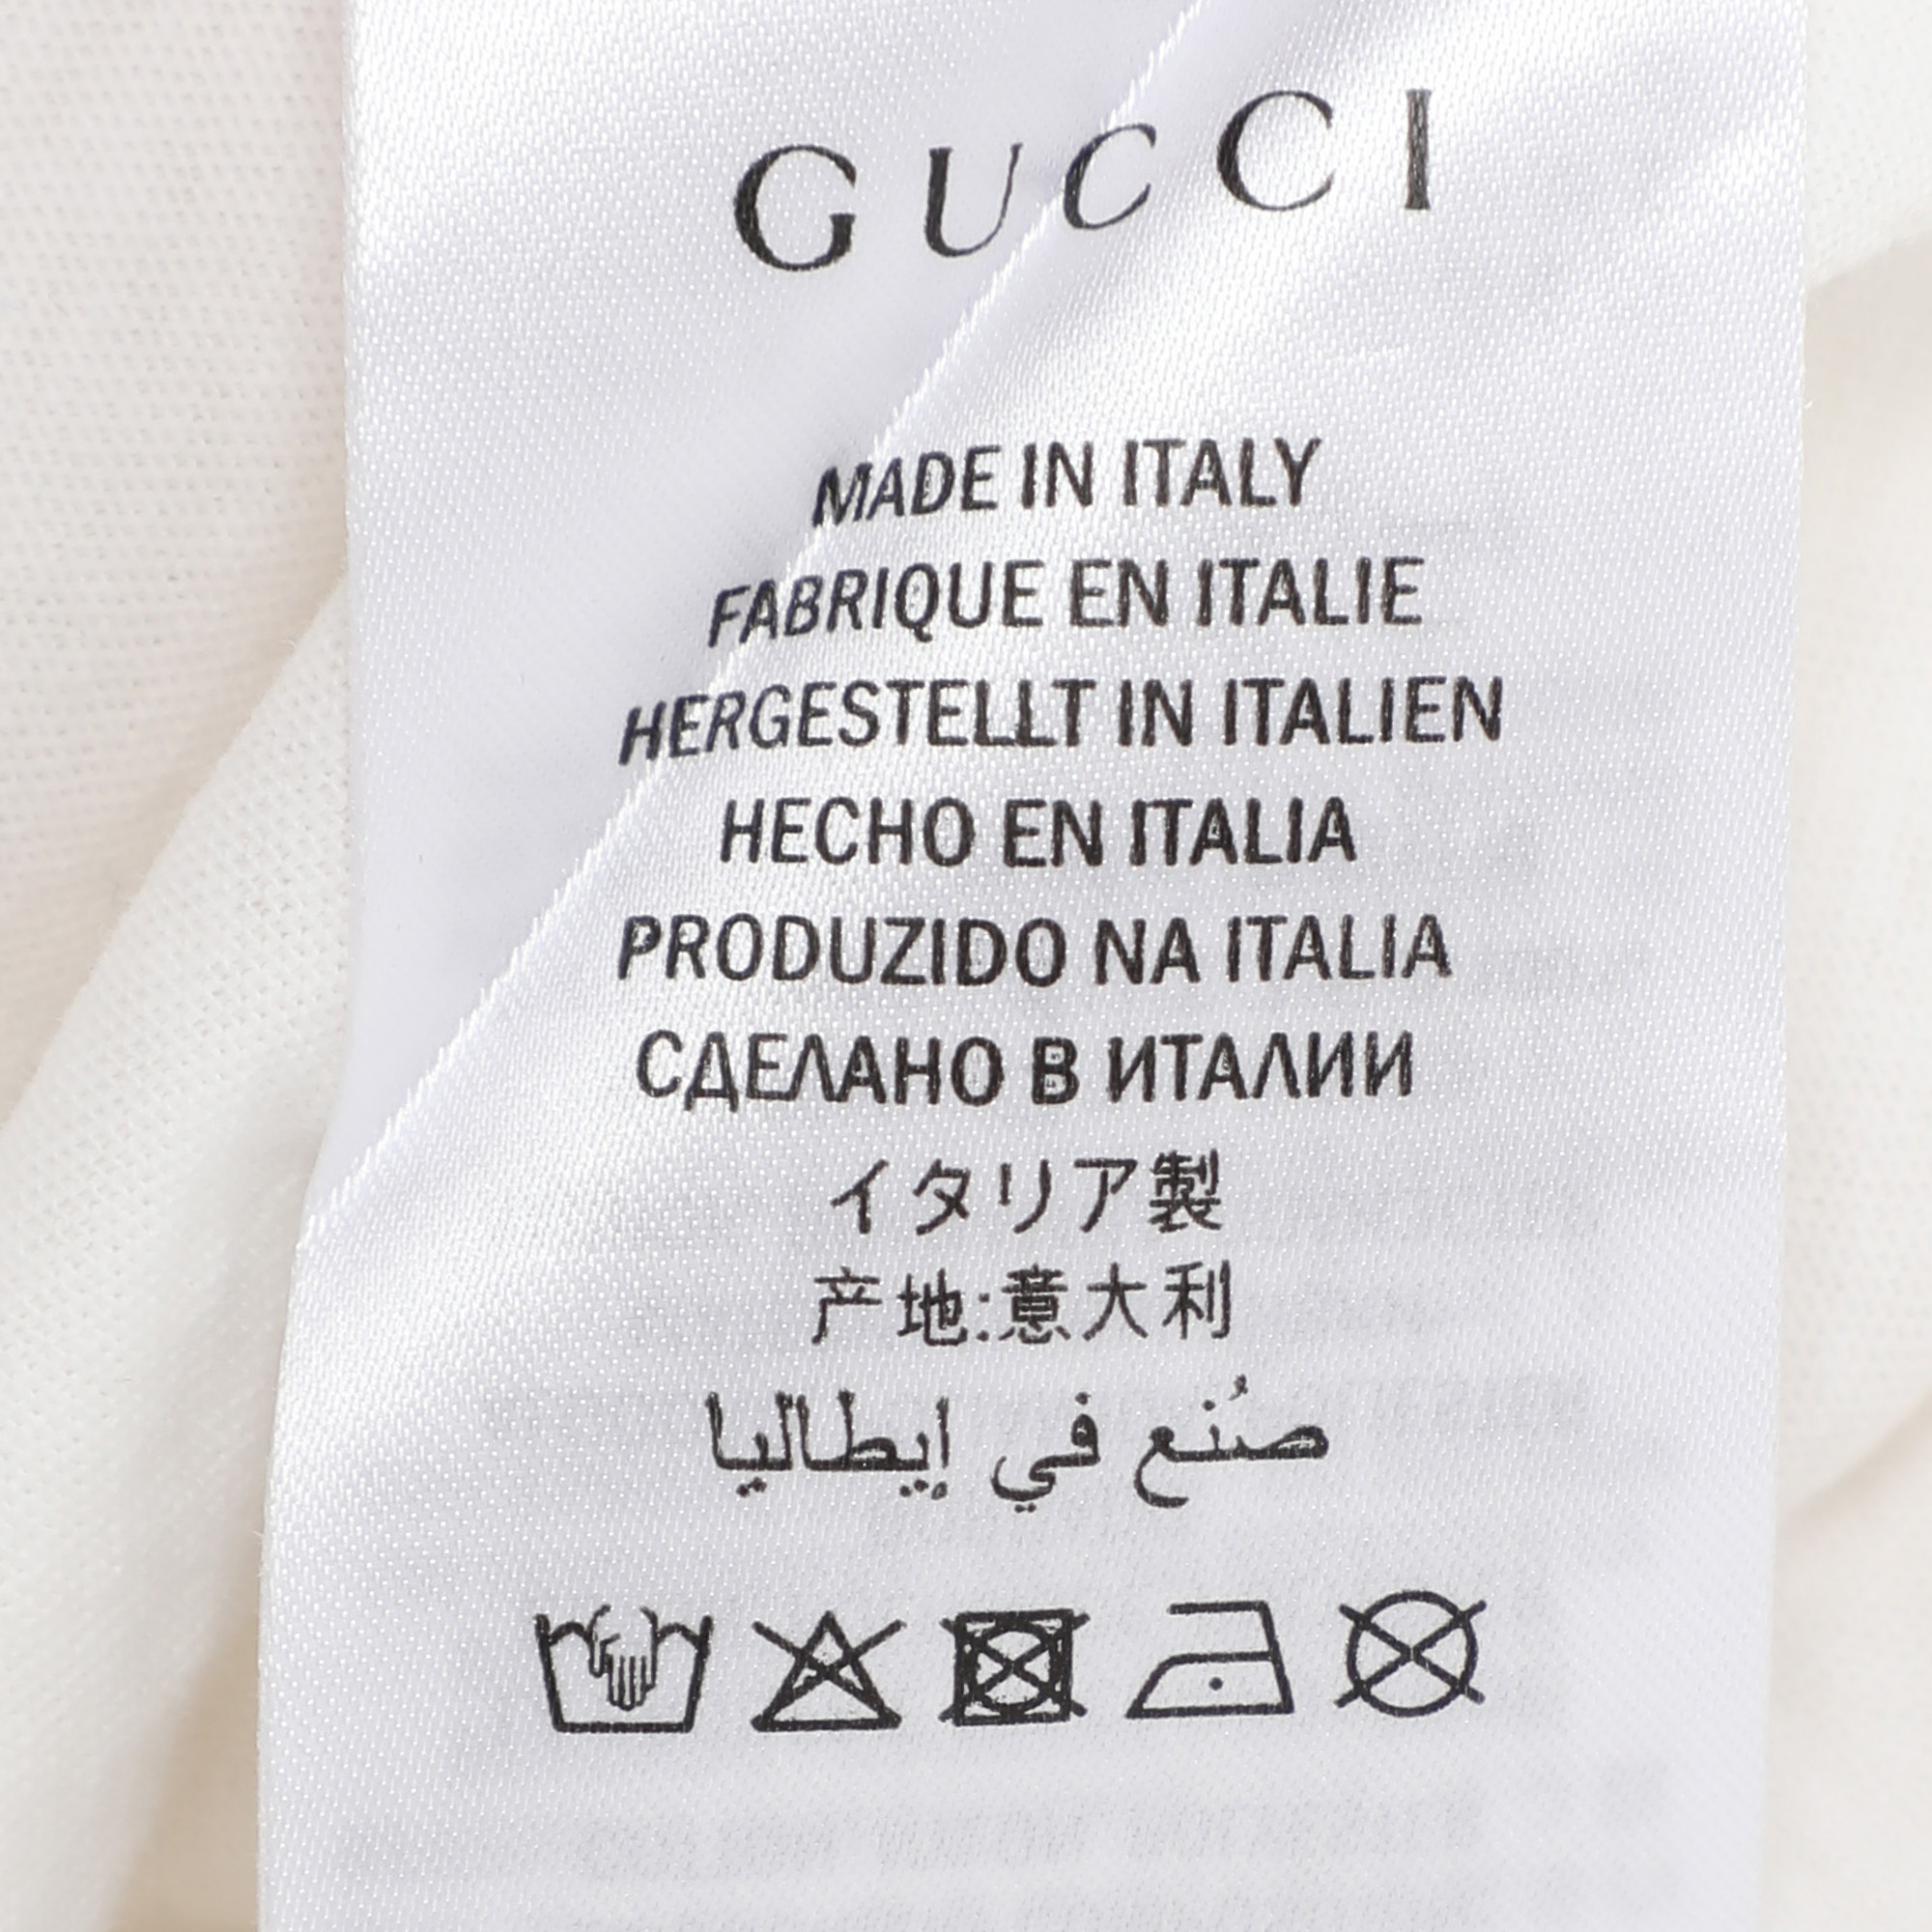 GUCCI
MADE IN ITALY
FABRIQUE EN ITALIE
HERGESTELLT IN ITALIEN
HECHO EN ITALIA
PRODUZIDO NA ITALIA
СДЕЛАНО В ИТАЛИИ
イタリア製
产地:意大利
صُنع في إيطاليا